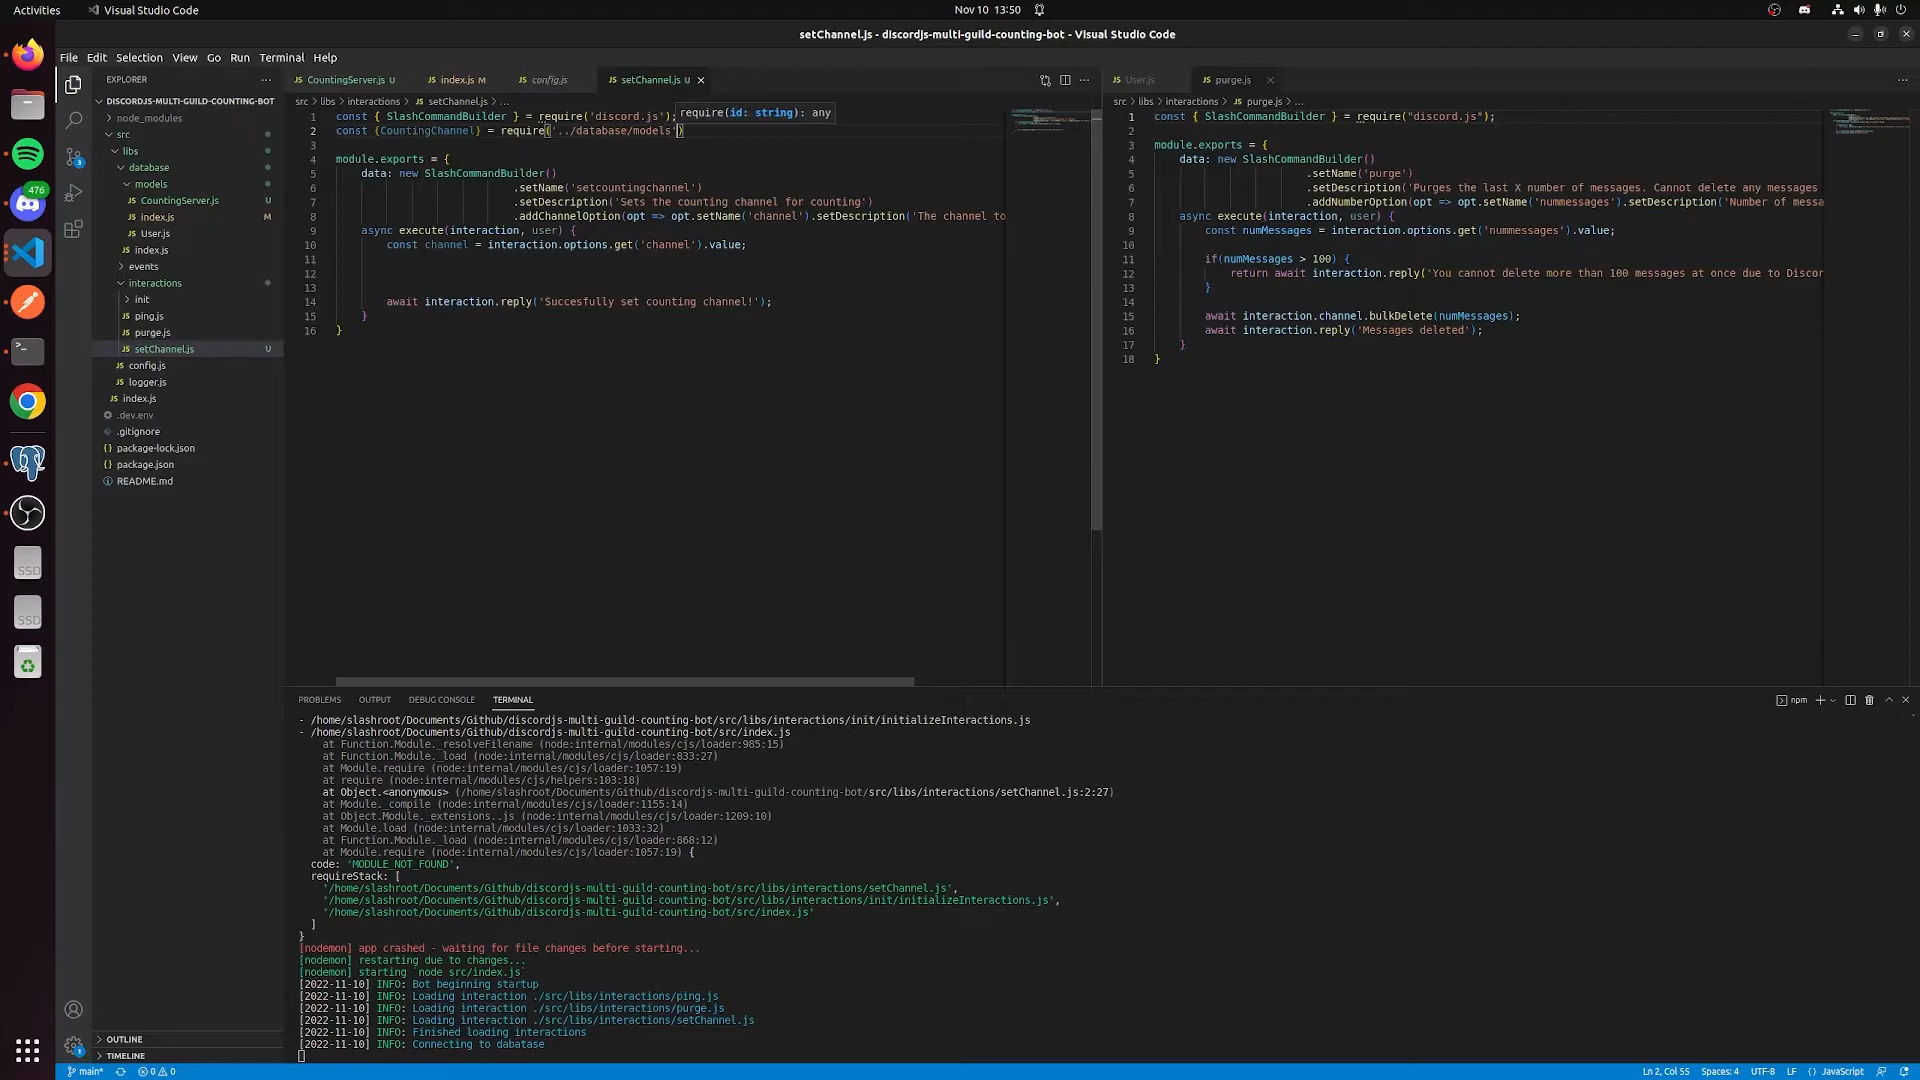 Activities
Visual Studio Code
Nov 10 13:50
setChannel.js - discordjs-multi-guild-counting-bot - Visual Studio Code
File Edit Selection View Go Run Terminal Help
EXPLORER
DISCORDJS-MULTI-GUILD-COUNTING-BOT
node_modules
src
libs
database
models
CountingServer.js U
index.js M
User.js
index.js
events
interactions
init
ping.js
purge.js
setChannel.js U
config.js
logger.js
index.js
.dev.env
.gitignore
package-lock.json
package.json
README.md
OUTLINE
TIMELINE
476
3
1
SSD
SSD
CountingServer.js U
index.js M
config.js
setChannel.js U
src > libs > interactions > JS setChannel.js > ...
require(id: string): any
1 const { SlashCommandBuilder } = require('discord.js');
2 const {CountingChannel} = require('../database/models')
3
4 module.exports = {
5 data: new SlashCommandBuilder()
6 .setName('setcountingchannel')
7 .setDescription('Sets the counting channel for counting')
8 .addChannelOption(opt => opt.setName('channel').setDescription('The channel to
9 async execute(interaction, user) {
10 const channel = interaction.options.get('channel').value;
11
12
13
14 await interaction.reply('Succesfully set counting channel!');
15 }
16 }
User.js
purge.js
src > libs > interactions > JS purge.js > ...
1 const { SlashCommandBuilder } = require("discord.js");
2
3 module.exports = {
4 data: new SlashCommandBuilder()
5 .setName('purge')
6 .setDescription('Purges the last X number of messages. Cannot delete any messages
7 .addNumberOption(opt => opt.setName('nummessages').setDescription('Number of messa
8 async execute(interaction, user) {
9 const numMessages = interaction.options.get('nummessages').value;
10
11 if(numMessages > 100) {
12 return await interaction.reply('You cannot delete more than 100 messages at once due to Discor
13 }
14
15 await interaction.channel.bulkDelete(numMessages);
16 await interaction.reply('Messages deleted');
17 }
18 }
PROBLEMS OUTPUT DEBUG CONSOLE TERMINAL
npm
- /home/slashroot/Documents/Github/discordjs-multi-guild-counting-bot/src/libs/interactions/init/initializeInteractions.js
- /home/slashroot/Documents/Github/discordjs-multi-guild-counting-bot/src/index.js
at Function.Module._resolveFilename (node:internal/modules/cjs/loader:985:15)
at Function.Module._load (node:internal/modules/cjs/loader:833:27)
at Module.require (node:internal/modules/cjs/loader:1057:19)
at require (node:internal/modules/cjs/helpers:103:18)
at Object.<anonymous> (/home/slashroot/Documents/Github/discordjs-multi-guild-counting-bot/src/libs/interactions/setChannel.js:2:27)
at Module._compile (node:internal/modules/cjs/loader:1155:14)
at Object.Module._extensions..js (node:internal/modules/cjs/loader:1209:10)
at Module.load (node:internal/modules/cjs/loader:1033:32)
at Function.Module._load (node:internal/modules/cjs/loader:868:12)
at Module.require (node:internal/modules/cjs/loader:1057:19) {
code: 'MODULE_NOT_FOUND',
requireStack: [
'/home/slashroot/Documents/Github/discordjs-multi-guild-counting-bot/src/libs/interactions/setChannel.js',
'/home/slashroot/Documents/Github/discordjs-multi-guild-counting-bot/src/libs/interactions/init/initializeInteractions.js',
'/home/slashroot/Documents/Github/discordjs-multi-guild-counting-bot/src/index.js'
]
}
[nodemon] app crashed - waiting for file changes before starting...
[nodemon] restarting due to changes...
[nodemon] starting `node src/index.js`
[2022-11-10] INFO: Bot beginning startup
[2022-11-10] INFO: Loading interaction ./src/libs/interactions/ping.js
[2022-11-10] INFO: Loading interaction ./src/libs/interactions/purge.js
[2022-11-10] INFO: Loading interaction ./src/libs/interactions/setChannel.js
[2022-11-10] INFO: Finished loading interactions
[2022-11-10] INFO: Connecting to dabatase
main* 0 0
Ln 2, Col 55 Spaces: 4 UTF-8 LF {} JavaScript